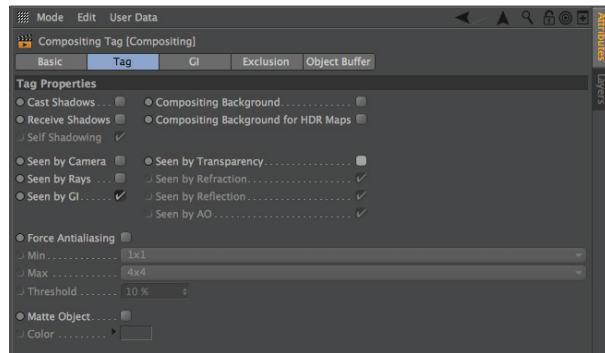 Mode Edit User Data
Compositing Tag [Compositing]
Basic Tag GI Exclusion Object Buffer
Tag Properties
Cast Shadows . . . Compositing Background . . . . . . . . . . . .
Receive Shadows Compositing Background for HDR Maps
Self Shadowing
Seen by Camera Seen by Transparency . . . . . . . . . . . . . . .
Seen by Rays . . . Seen by Refraction . . . . . . . . . . . . . . . . . .
Seen by GI . . . . . Seen by Reflection . . . . . . . . . . . . . . . . . .
Seen by AO . . . . . . . . . . . . . . . . . . . . . . . .
Force Antialiasing
Min . . . . . . . . . . . . 1x1
Max . . . . . . . . . . . 4x4
Threshold . . . . . . . 10 %
Matte Object . . . . .
Color . . . . . . . . .
Attributes
Layers